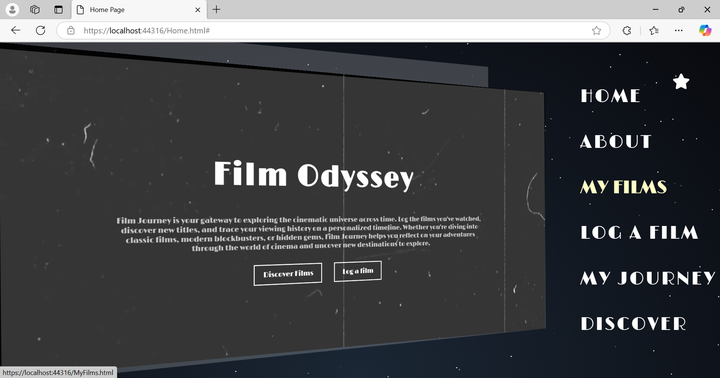 Home Page
https://localhost:44316/Home.html#
HOME
ABOUT
MY FILMS
LOG A FILM
MY JOURNEY
DISCOVER
Film Odyssey
Film Journey is your gateway to exploring the cinematic universe across time. Log the films you've watched,
discover new titles, and trace your viewing history on a personalized timeline. Whether you're diving into
classic films, modern blockbusters, or hidden gems, Film Journey helps you reflect on your adventures
through the world of cinema and uncover new destinations to explore.
Discover Films
Log a film
https://localhost:44316/MyFilms.html